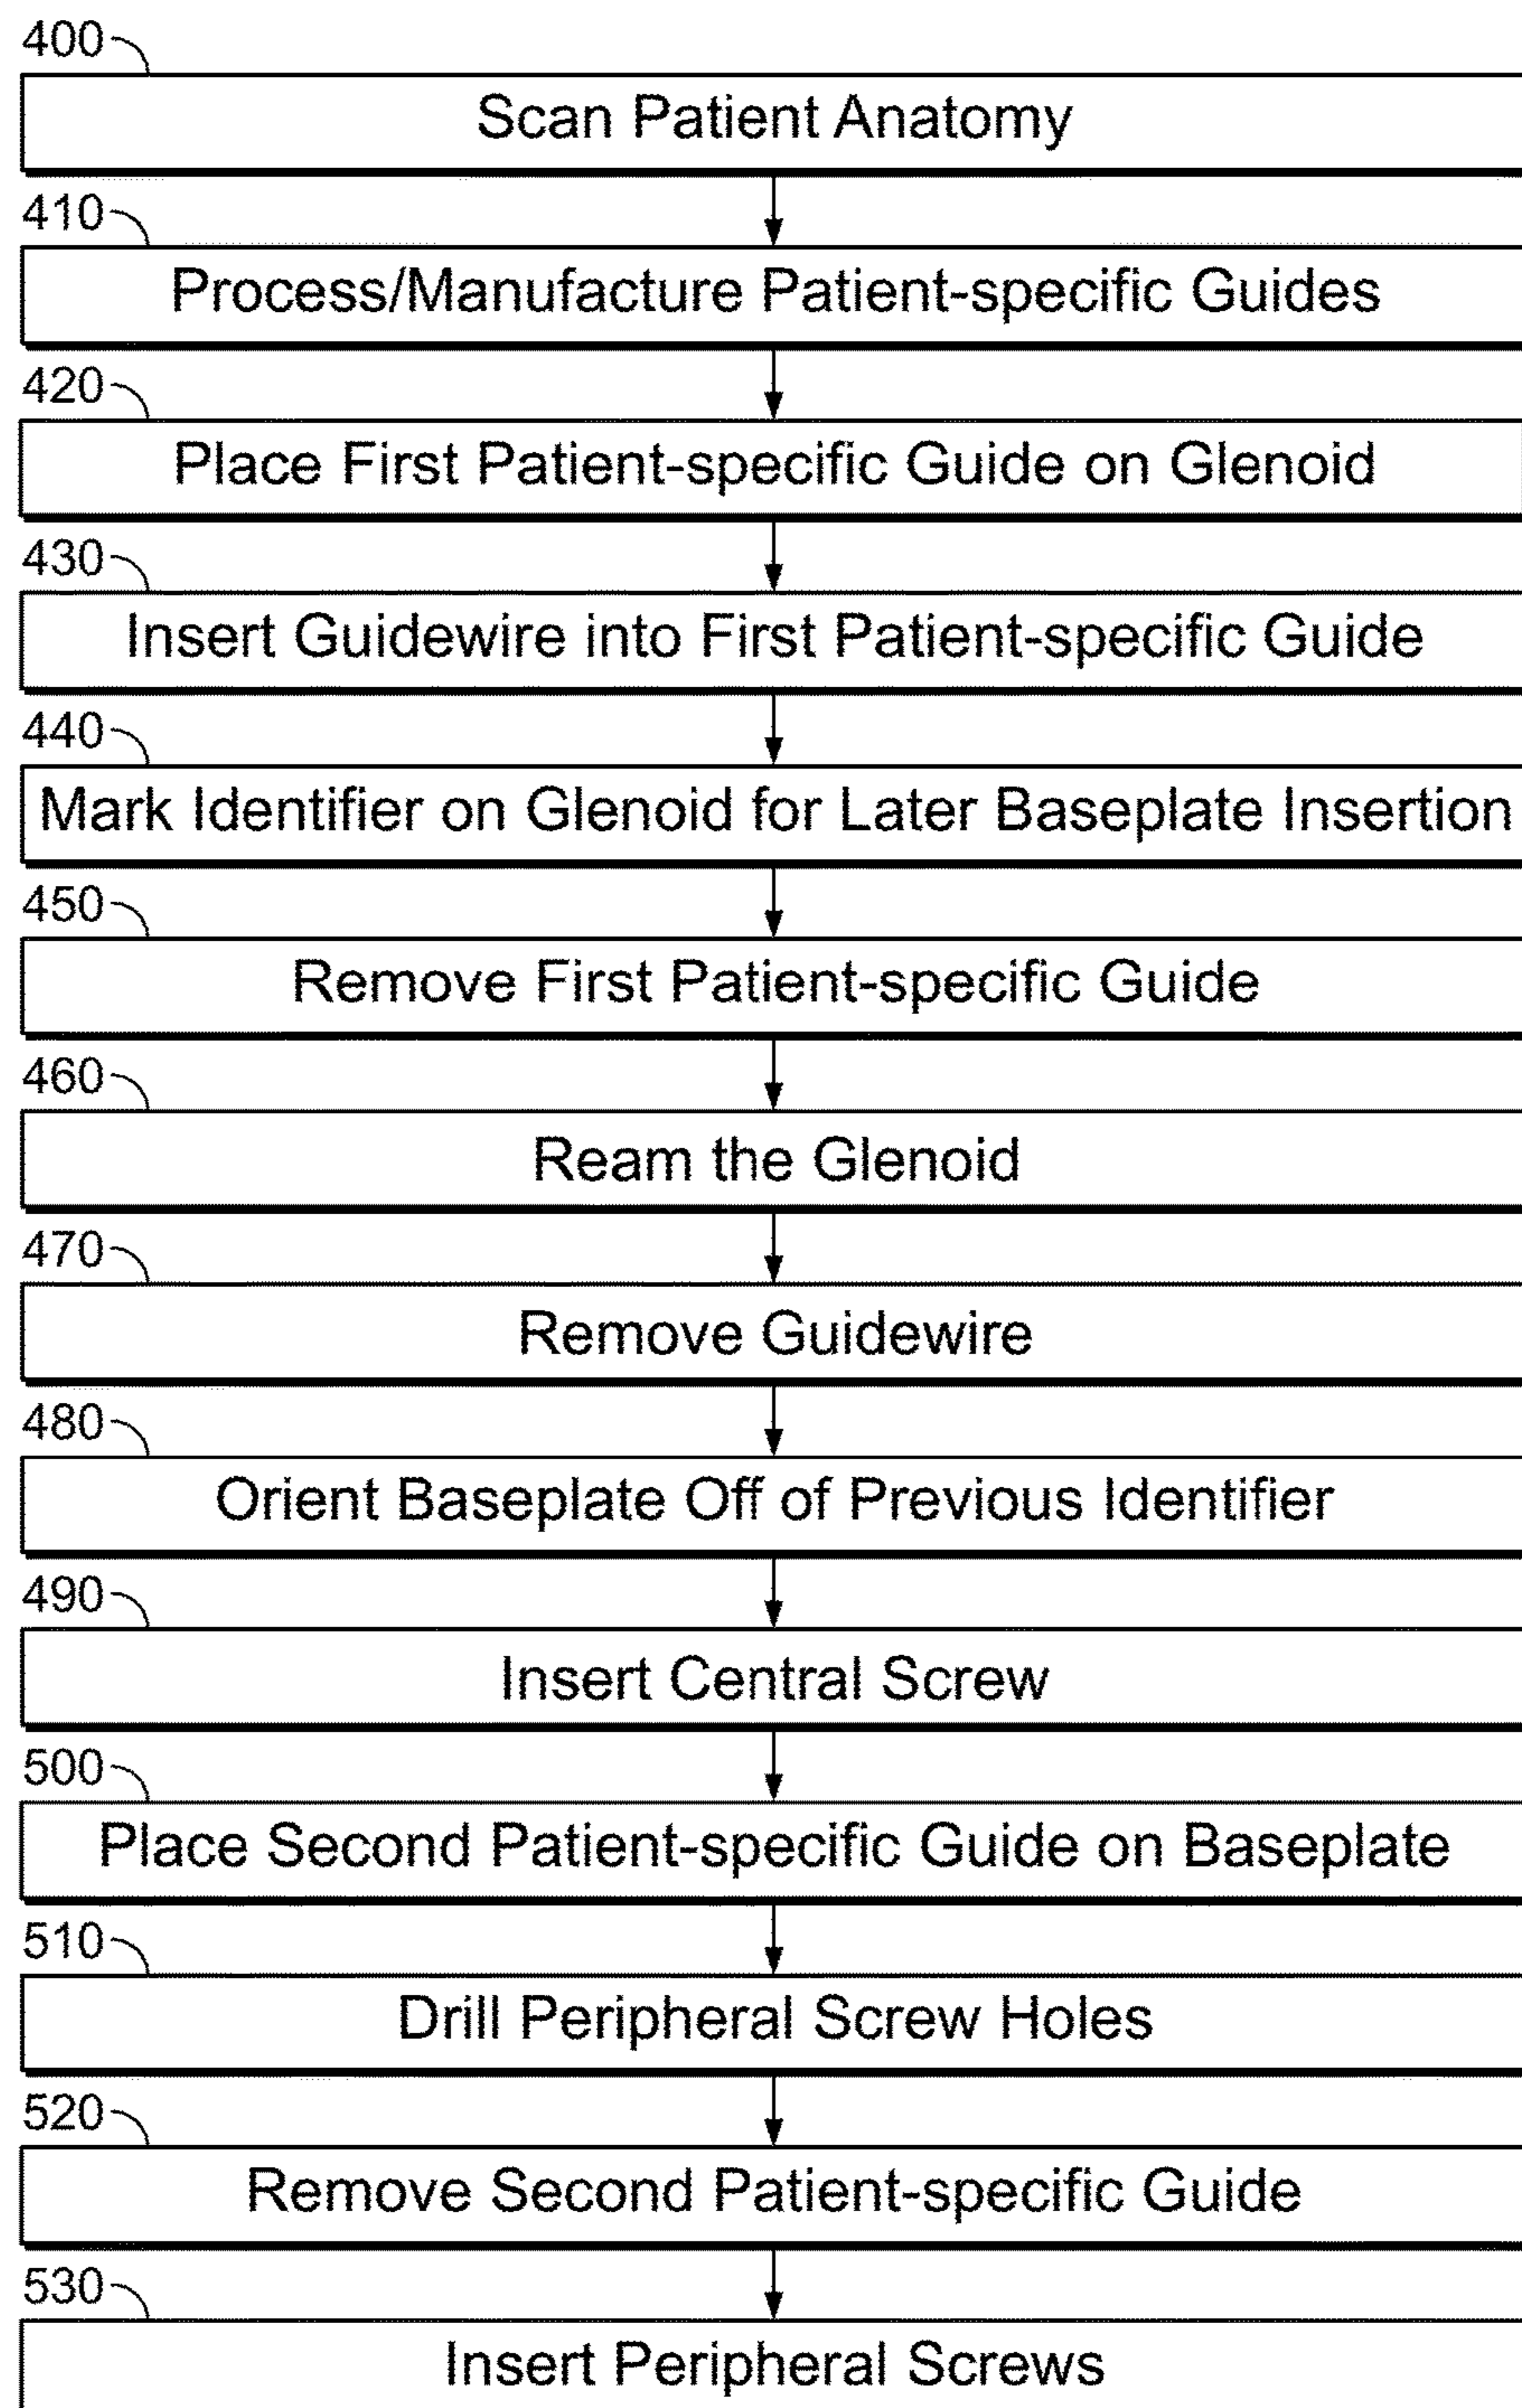 400
Scan Patient Anatomy
410
Process/Manufacture Patient-specific Guides
420
Place First Patient-specific Guide on Glenoid
430
Insert Guidewire into First Patient-specific Guide
440
Mark Identifier on Glenoid for Later Baseplate Insertion
450
Remove First Patient-specific Guide
460
Ream the Glenoid
470
Remove Guidewire
480
Orient Baseplate Off of Previous Identifier
490
Insert Central Screw
500
Place Second Patient-specific Guide on Baseplate
510
Drill Peripheral Screw Holes
520
Remove Second Patient-specific Guide
530
Insert Peripheral Screws